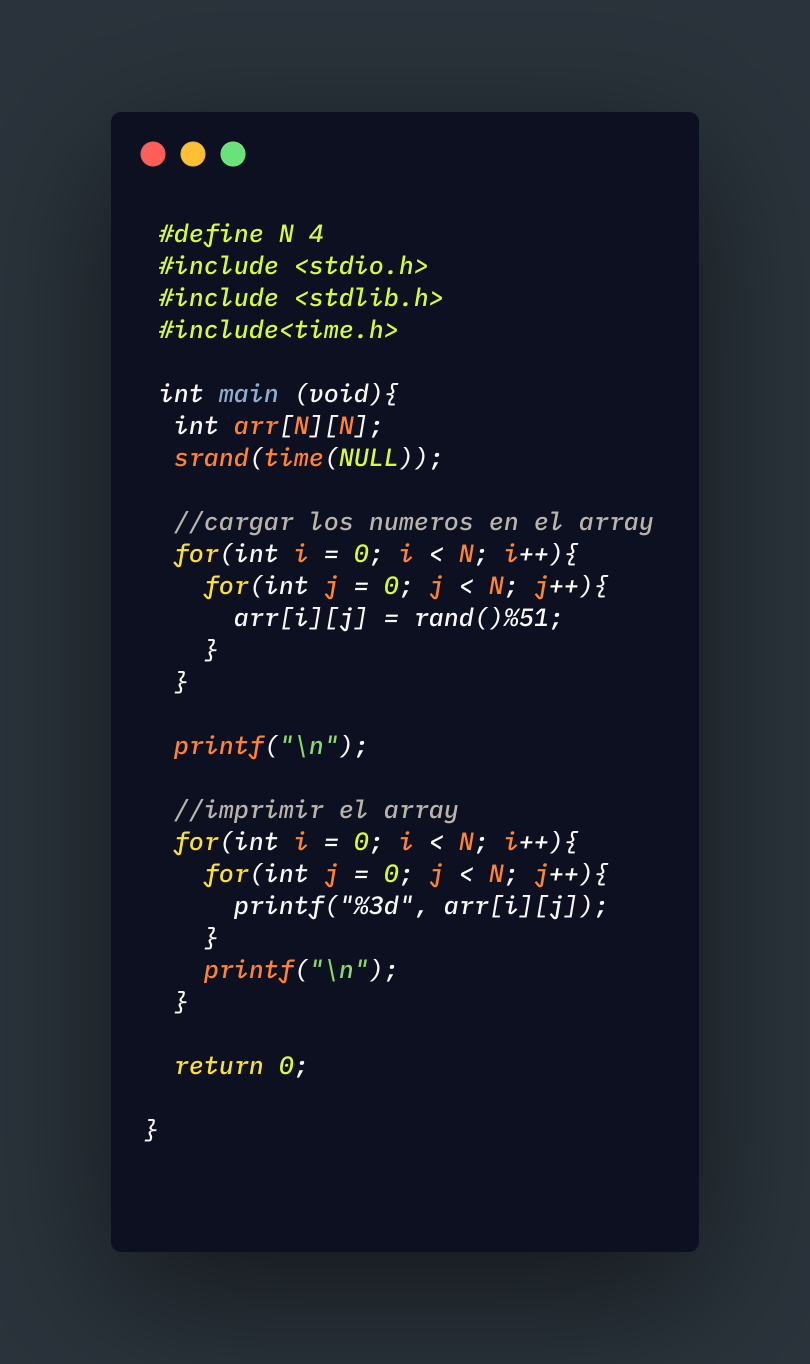 #define N 4
#include <stdio.h>
#include <stdlib.h>
#include<time.h>
int main (void){
int arr[N][N];
srand(time(NULL));
//cargar los numeros en el array
for(int i = 0; i < N; i++){
for(int j = 0; j < N; j++){
arr[i][j] = rand()%51;
}
}
printf("\n");
//imprimir el array
for(int i = 0; i < N; i++){
for(int j = 0; j < N; j++){
printf("%3d", arr[i][j]);
}
printf("\n");
}
return 0;
}